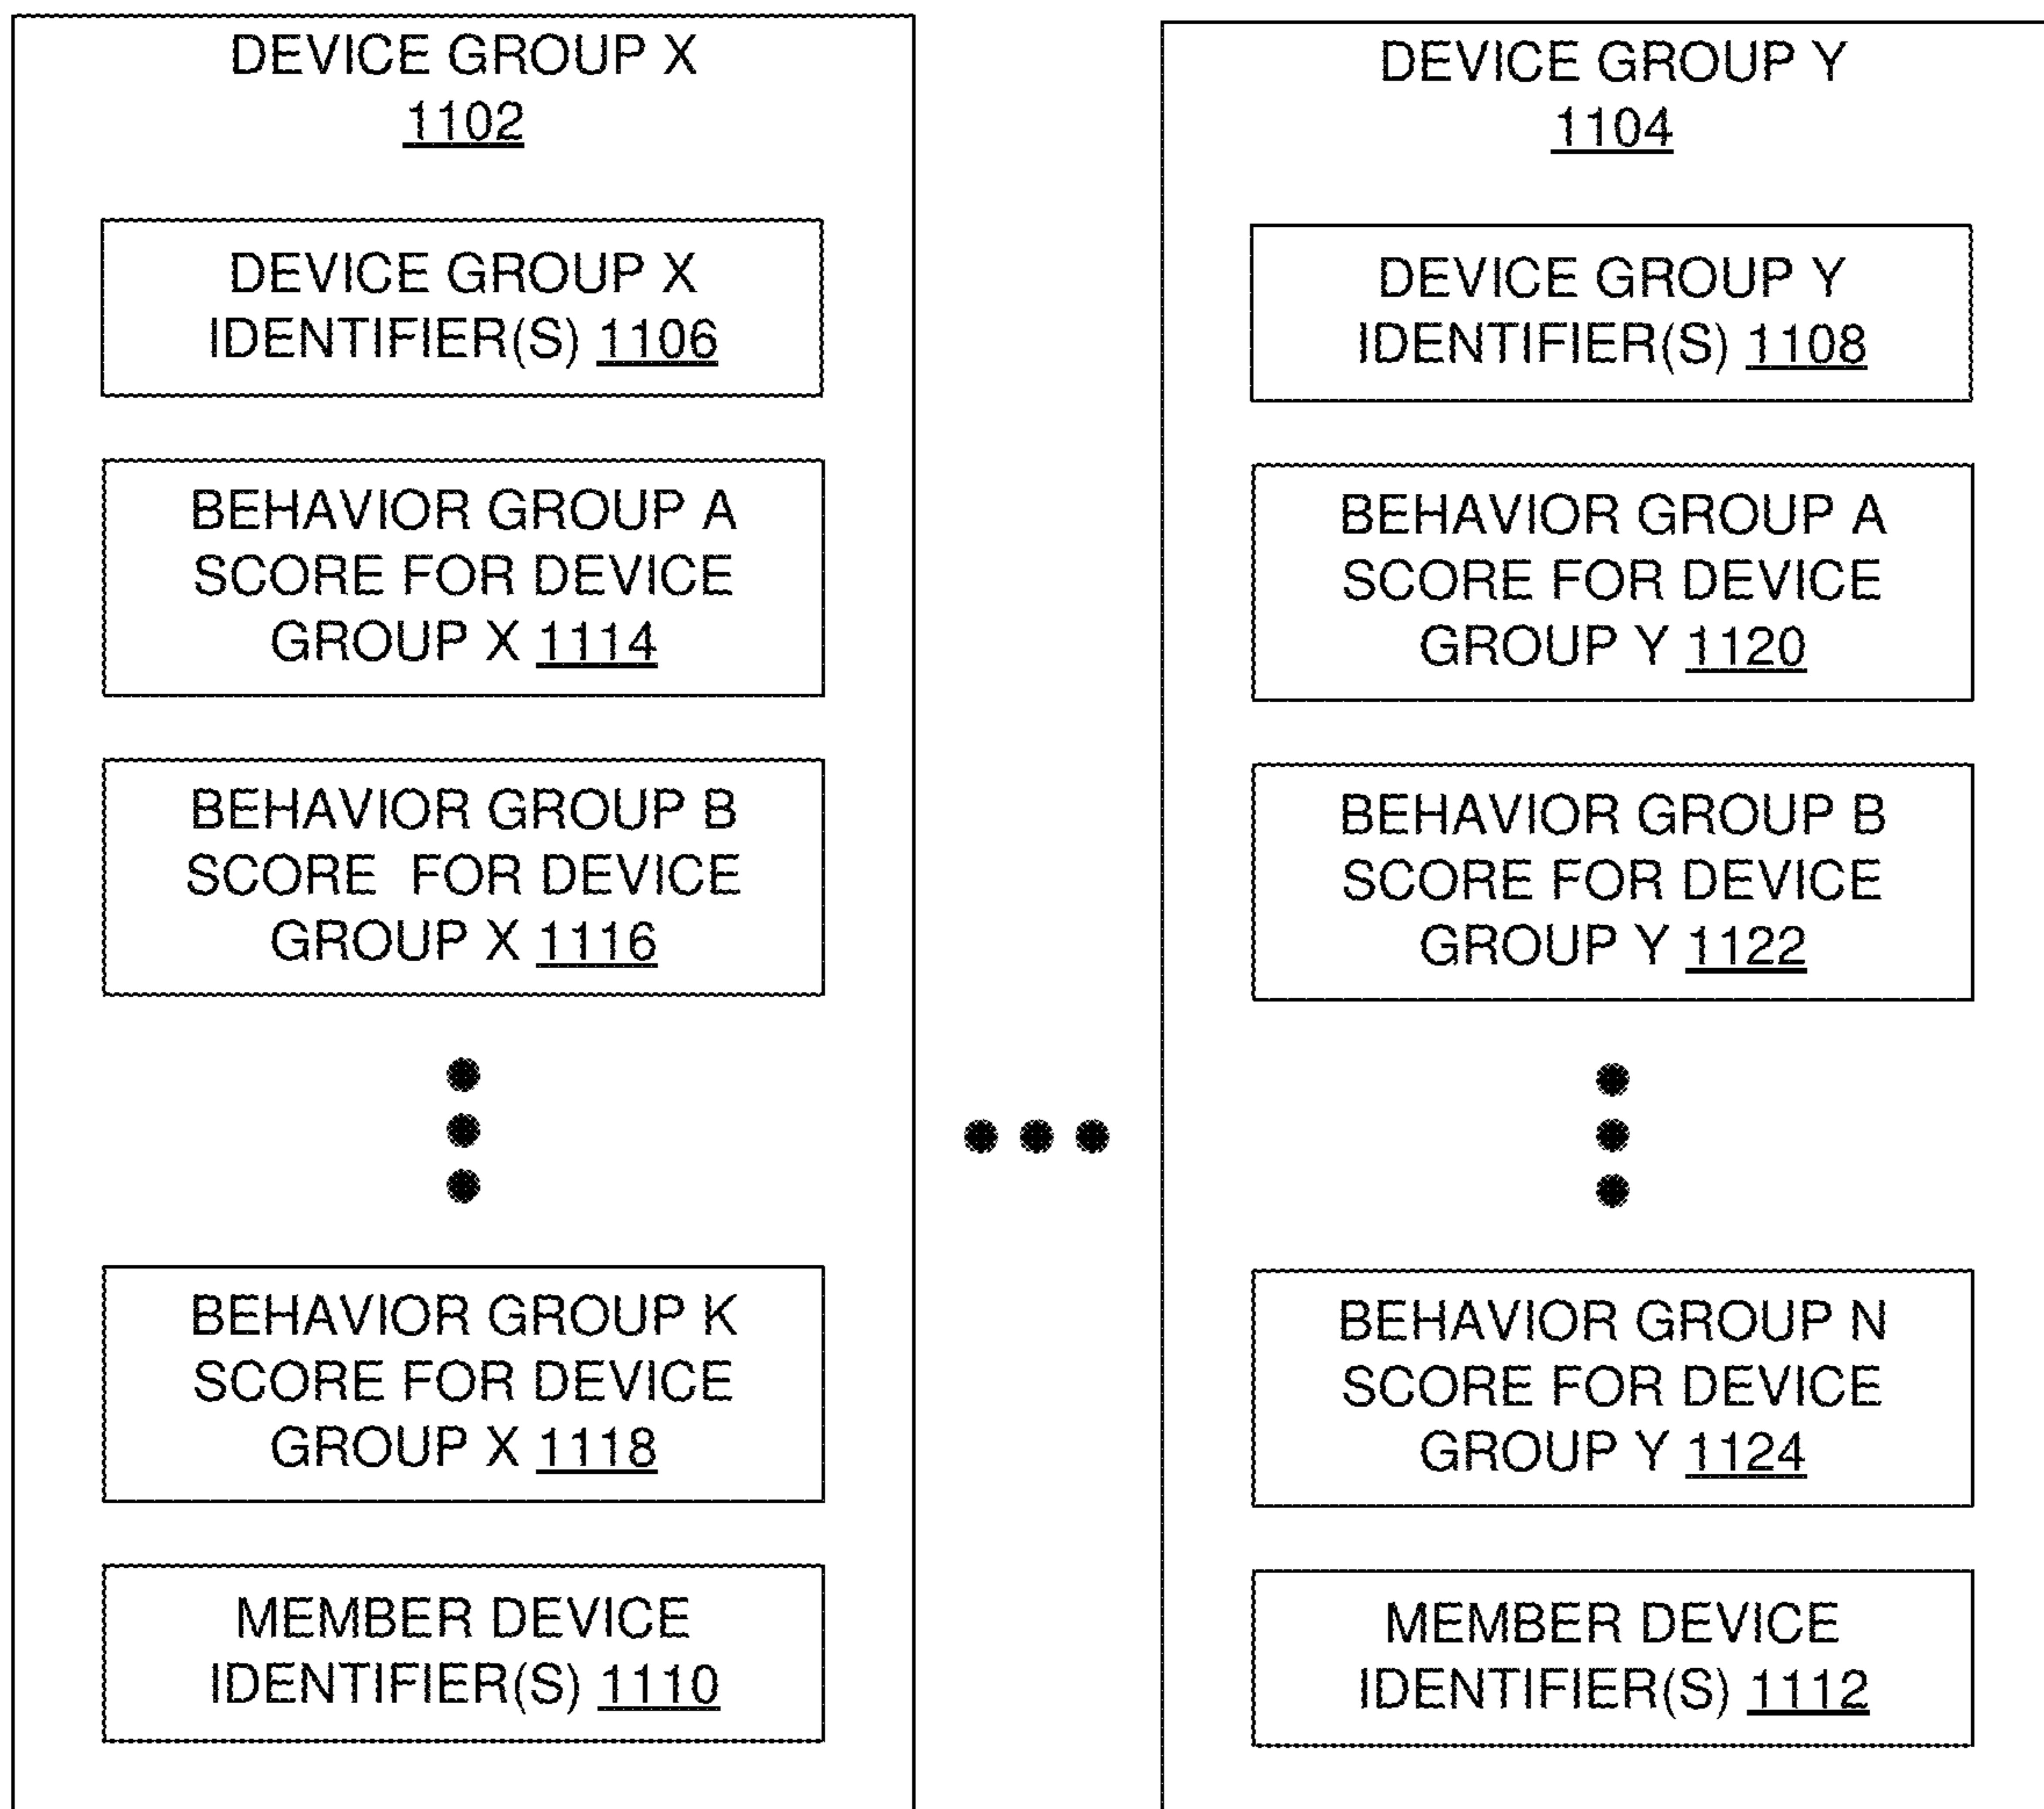 DEVICE GROUP X
1102
DEVICE GROUP X
IDENTIFIER(S) 1106
BEHAVIOR GROUP A
SCORE FOR DEVICE
GROUP X 1114
BEHAVIOR GROUP B
SCORE FOR DEVICE
GROUP X 1116
BEHAVIOR GROUP K
SCORE FOR DEVICE
GROUP X 1118
MEMBER DEVICE
IDENTIFIER(S) 1110
DEVICE GROUP Y
1104
DEVICE GROUP Y
IDENTIFIER(S) 1108
BEHAVIOR GROUP A
SCORE FOR DEVICE
GROUP Y 1120
BEHAVIOR GROUP B
SCORE FOR DEVICE
GROUP Y 1122
BEHAVIOR GROUP N
SCORE FOR DEVICE
GROUP Y 1124
MEMBER DEVICE
IDENTIFIER(S) 1112